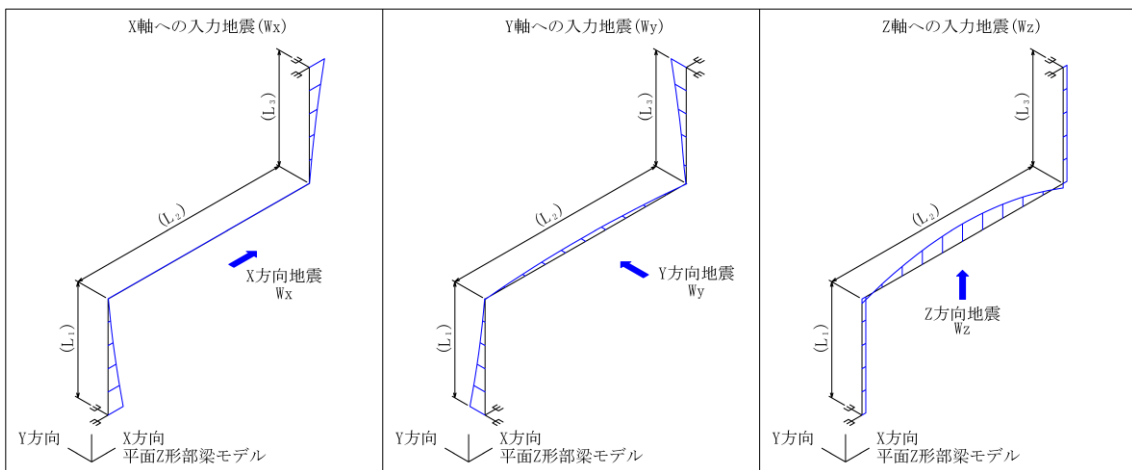 X軸への入力地震(Wx)
(L₃)
(L₂)
X方向地震
Wx
(L₁)
Y方向
X方向
平面Z形部梁モデル
Y軸への入力地震(Wy)
(L₃)
(L₂)
Y方向地震
Wy
(L₁)
Y方向
X方向
平面Z形部梁モデル
Z軸への入力地震(Wz)
(L₃)
(L₂)
Z方向地震
Wz
(L₁)
Y方向
X方向
平面Z形部梁モデル